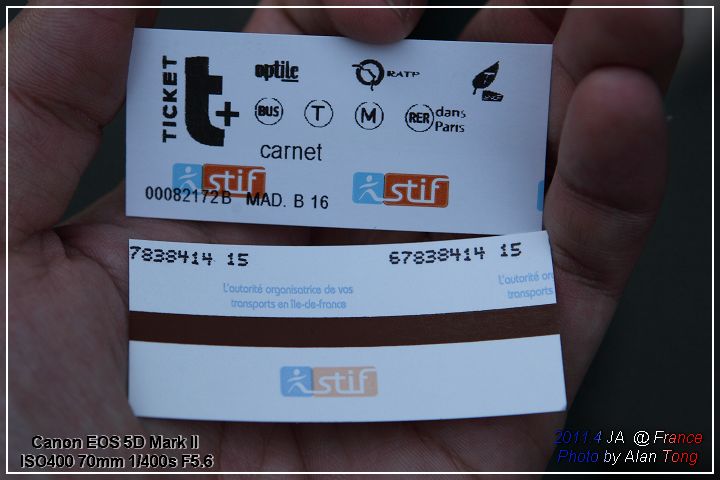 TICKET t+
optile RATP
BUS T M RER dans Paris
carnet
stif stif
00082172B MAD. B 16
7838414 15 67838414 15
L'autorité organisatrice de vos
transports en île-de-france
L'autorité or
transports
stif
Canon EOS 5D Mark II
ISO400 70mm 1/400s F5.6
2011.4 JA @ France
Photo by Alan Tong